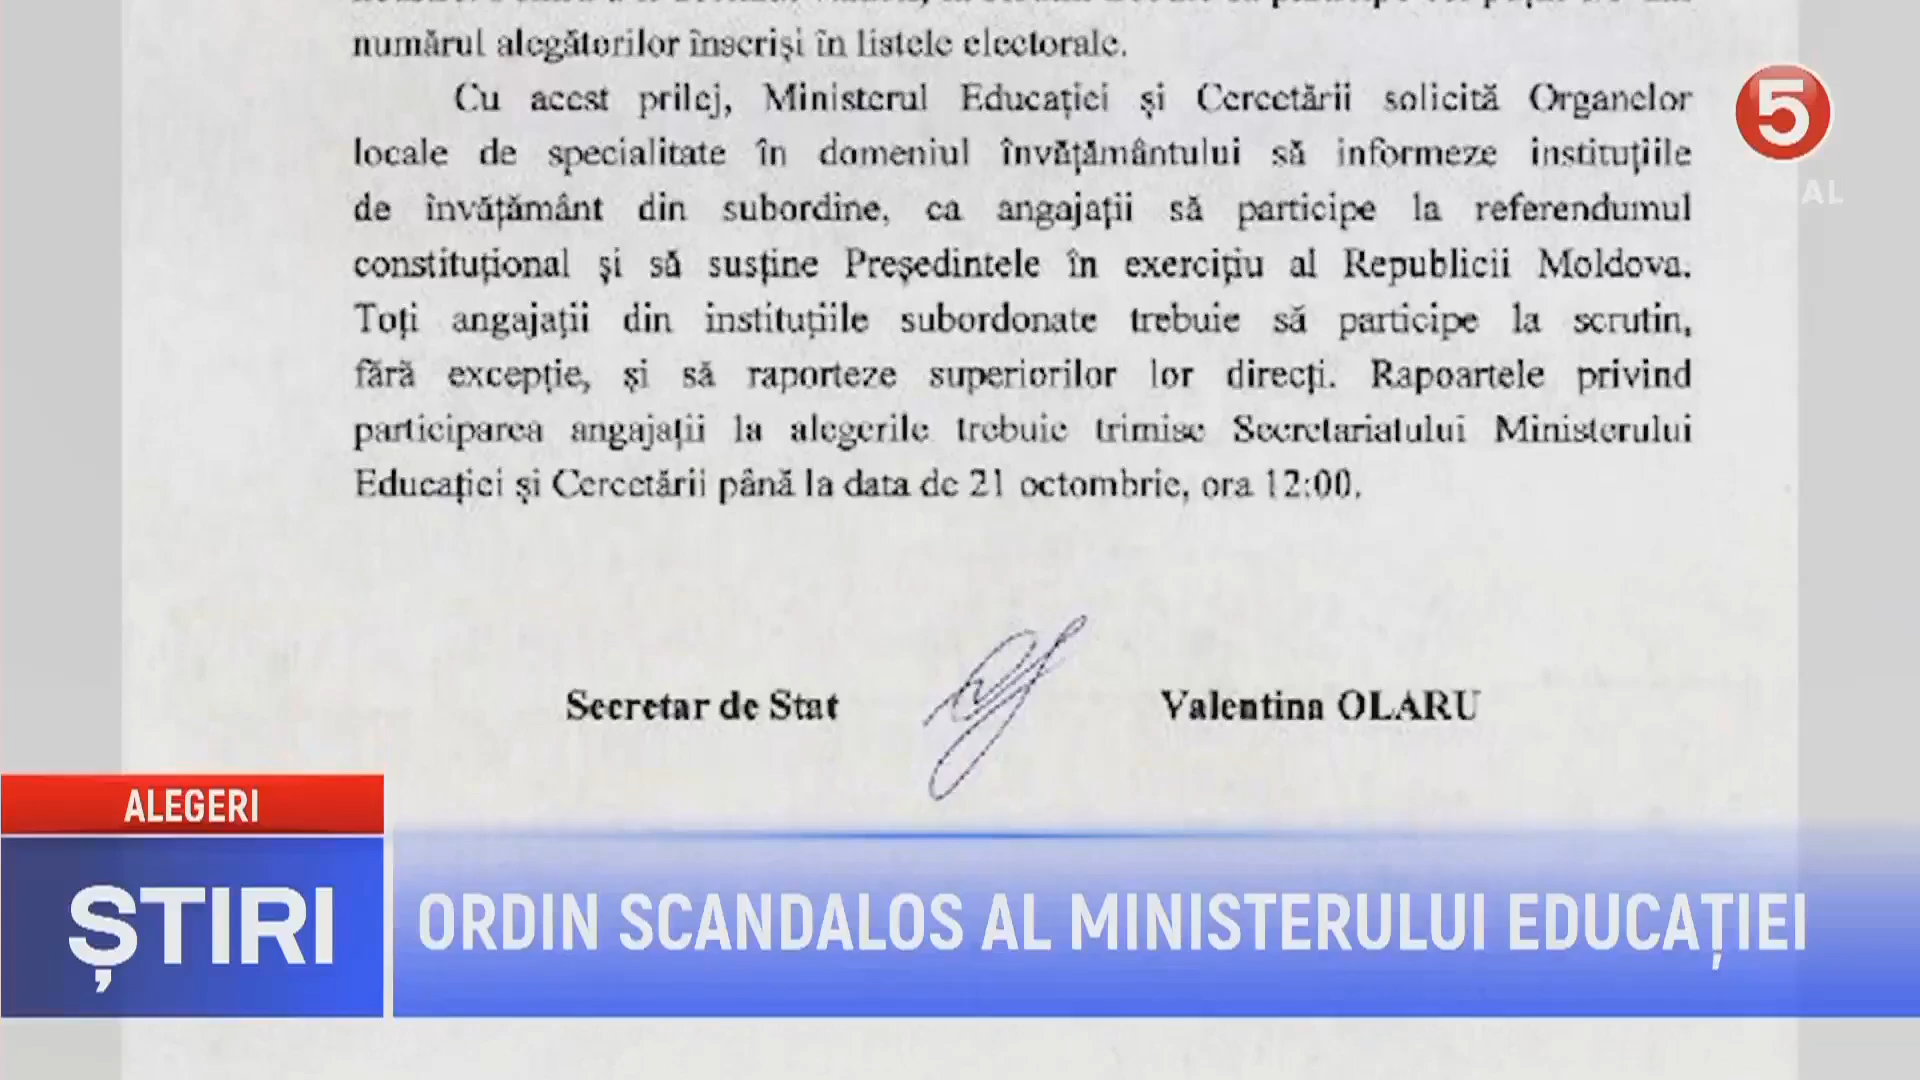 numărul alegătorilor înscriși în listele electorale.
Cu acest prilej, Ministerul Educației și Cercetării solicită Organelor
locale de specialitate în domeniul învățământului să informeze instituțiile
de învățământ din subordine, ca angajații să participe la referendumul
constituțional și să susține Președintele în exercițiu al Republicii Moldova.
Toți angajații din instituțiile subordonate trebuie să participe la scrutin,
fără excepție, și să raporteze superiorilor lor direcți. Rapoartele privind
participarea angajații la alegerile trebuie trimise Secretariatului Ministerului
Educației și Cercetării până la data de 21 octombrie, ora 12:00.
Secretar de Stat Valentina OLARU
5
AL
ALEGERI
ȘTIRI
ORDIN SCANDALOS AL MINISTERULUI EDUCAȚIEI